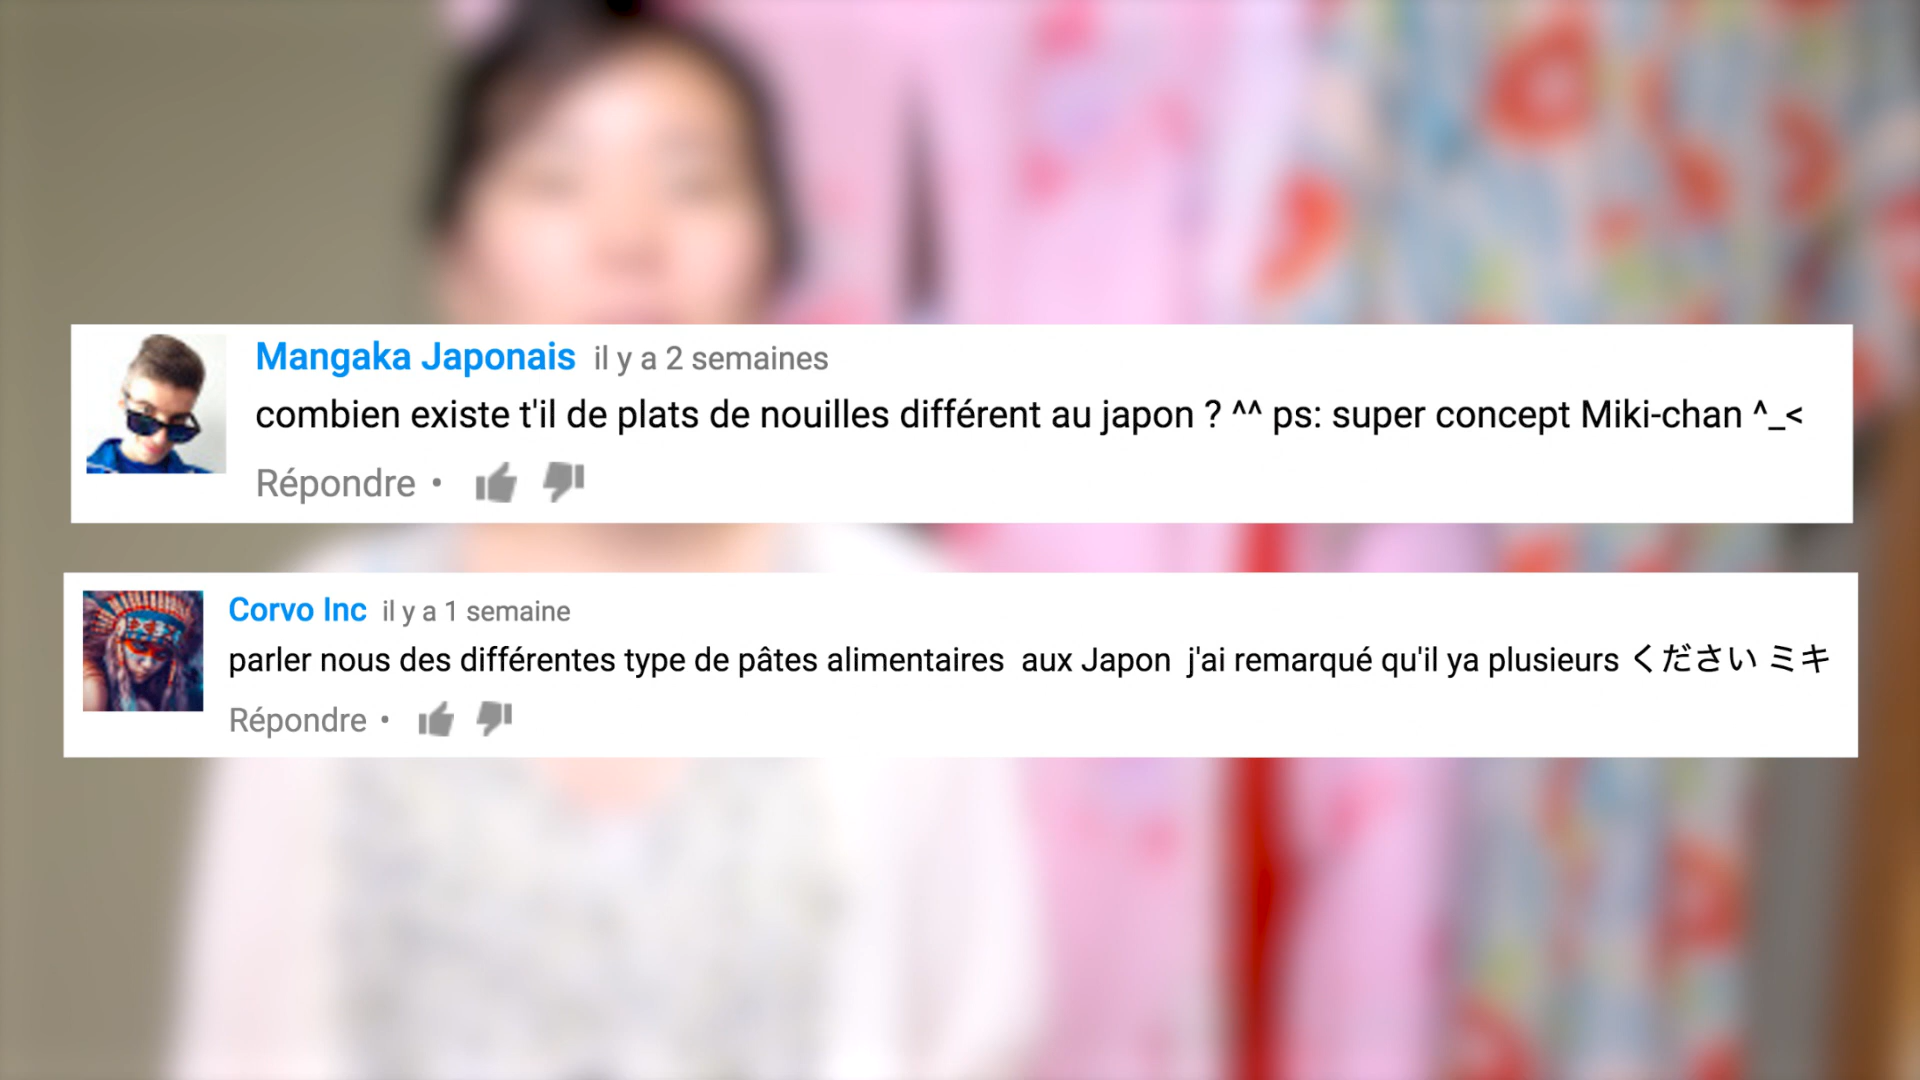 Mangaka Japonais il y a 2 semaines
combien existe t'il de plats de nouilles différent au japon ? ^^ ps: super concept Miki-chan ^_<
Répondre •
Corvo Inc il y a 1 semaine
parler nous des différentes type de pâtes alimentaires  aux Japon  j'ai remarqué qu'il ya plusieurs ください ミキ
Répondre •